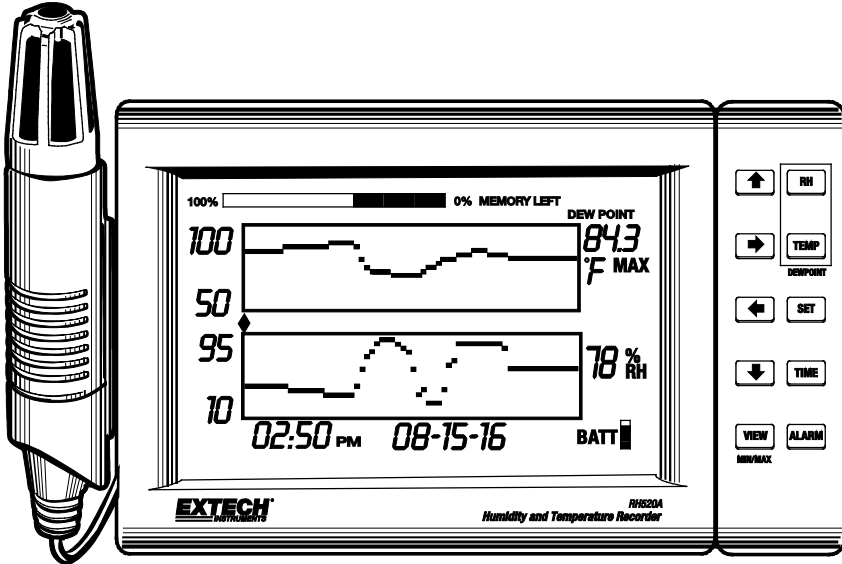 100% 0% MEMORY LEFT
DEW POINT
100 84.3
°F MAX
50
95 78 % RH
10
02:50 PM 08-15-16 BATT
EXTECH®
INSTRUMENTS
RH520A
Humidity and Temperature Recorder
RH
TEMP
DEWPOINT
SET
TIME
VIEW ALARM
MIN/MAX